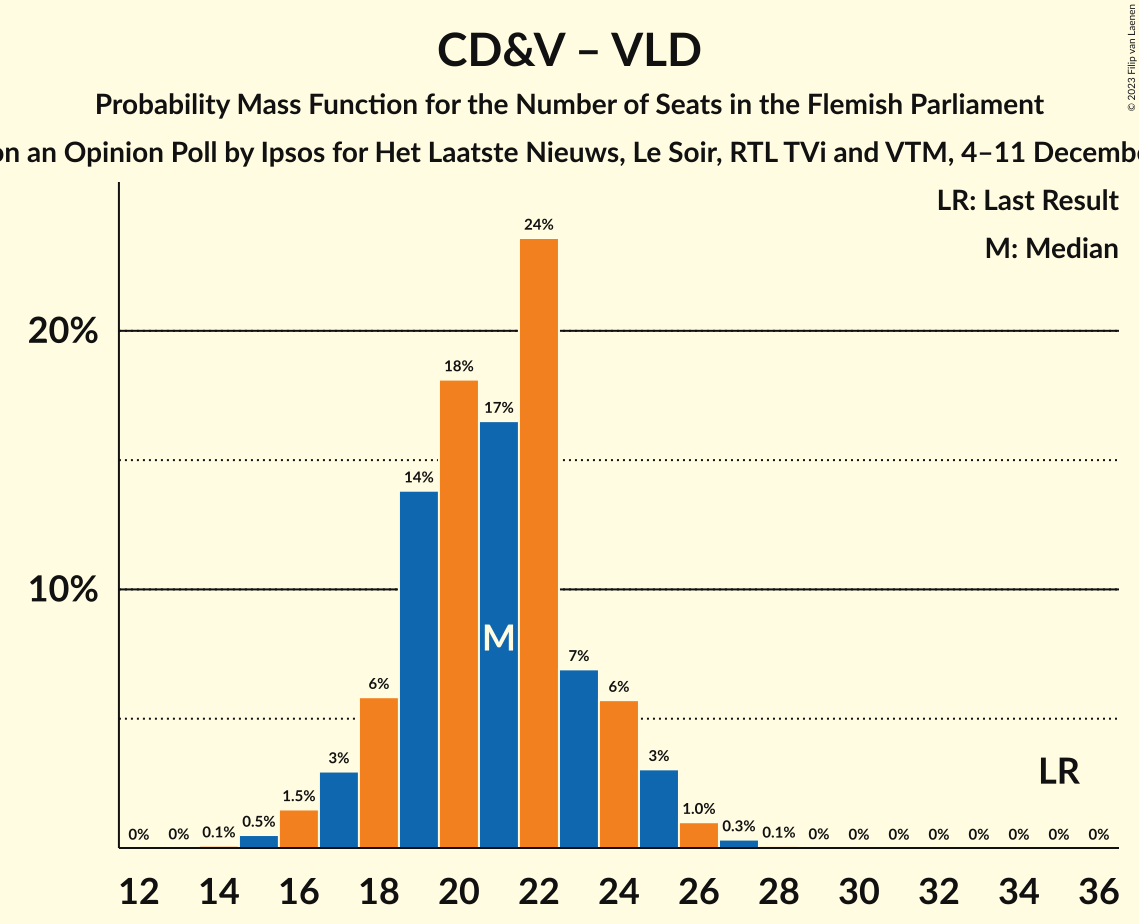 CD&V – VLD
Probability Mass Function for the Number of Seats in the Flemish Parliament
on an Opinion Poll by Ipsos for Het Laatste Nieuws, Le Soir, RTL TVi and VTM, 4–11 Decembe
© 2023 Filip van Laenen
LR: Last Result
M: Median
24%
20%
18%
17%
14%
10%
M
7%
6% 6%
3% 3%
LR
1.5% 1.0%
0% 0% 0.1% 0.5% 0.3% 0.1% 0% 0% 0% 0% 0% 0% 0% 0%
12 14 16 18 20 22 24 26 28 30 32 34 36